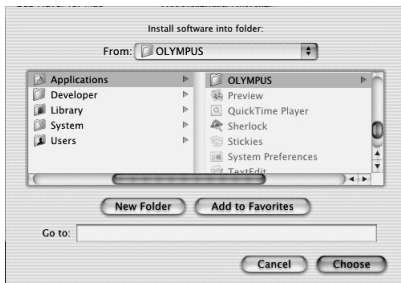 Install software into folder:
From: OLYMPUS
Applications
Developer
Library
System
Users
OLYMPUS
Preview
QuickTime Player
Sherlock
Stickies
System Preferences
TextEdit
New Folder
Add to Favorites
Go to:
Cancel
Choose